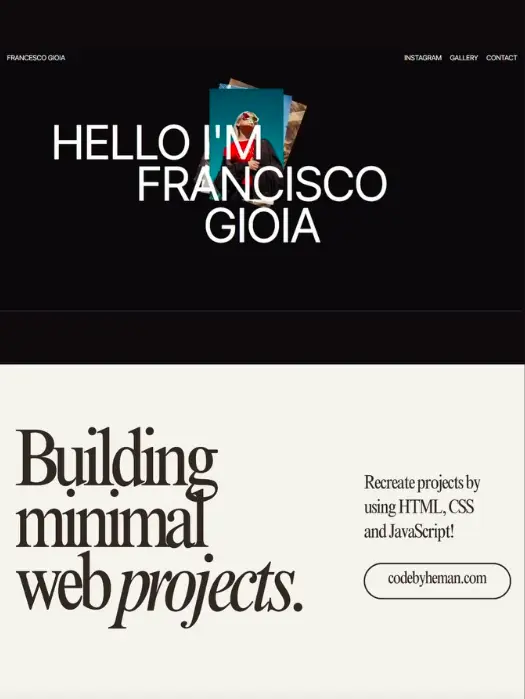 FRANCESCO GIOIA
INSTAGRAM GALLERY CONTACT
HELLO I'M
FRANCISCO
GIOIA
Building
minimal
web projects.
Recreate projects by
using HTML, CSS
and JavaScript!
codebyheman.com